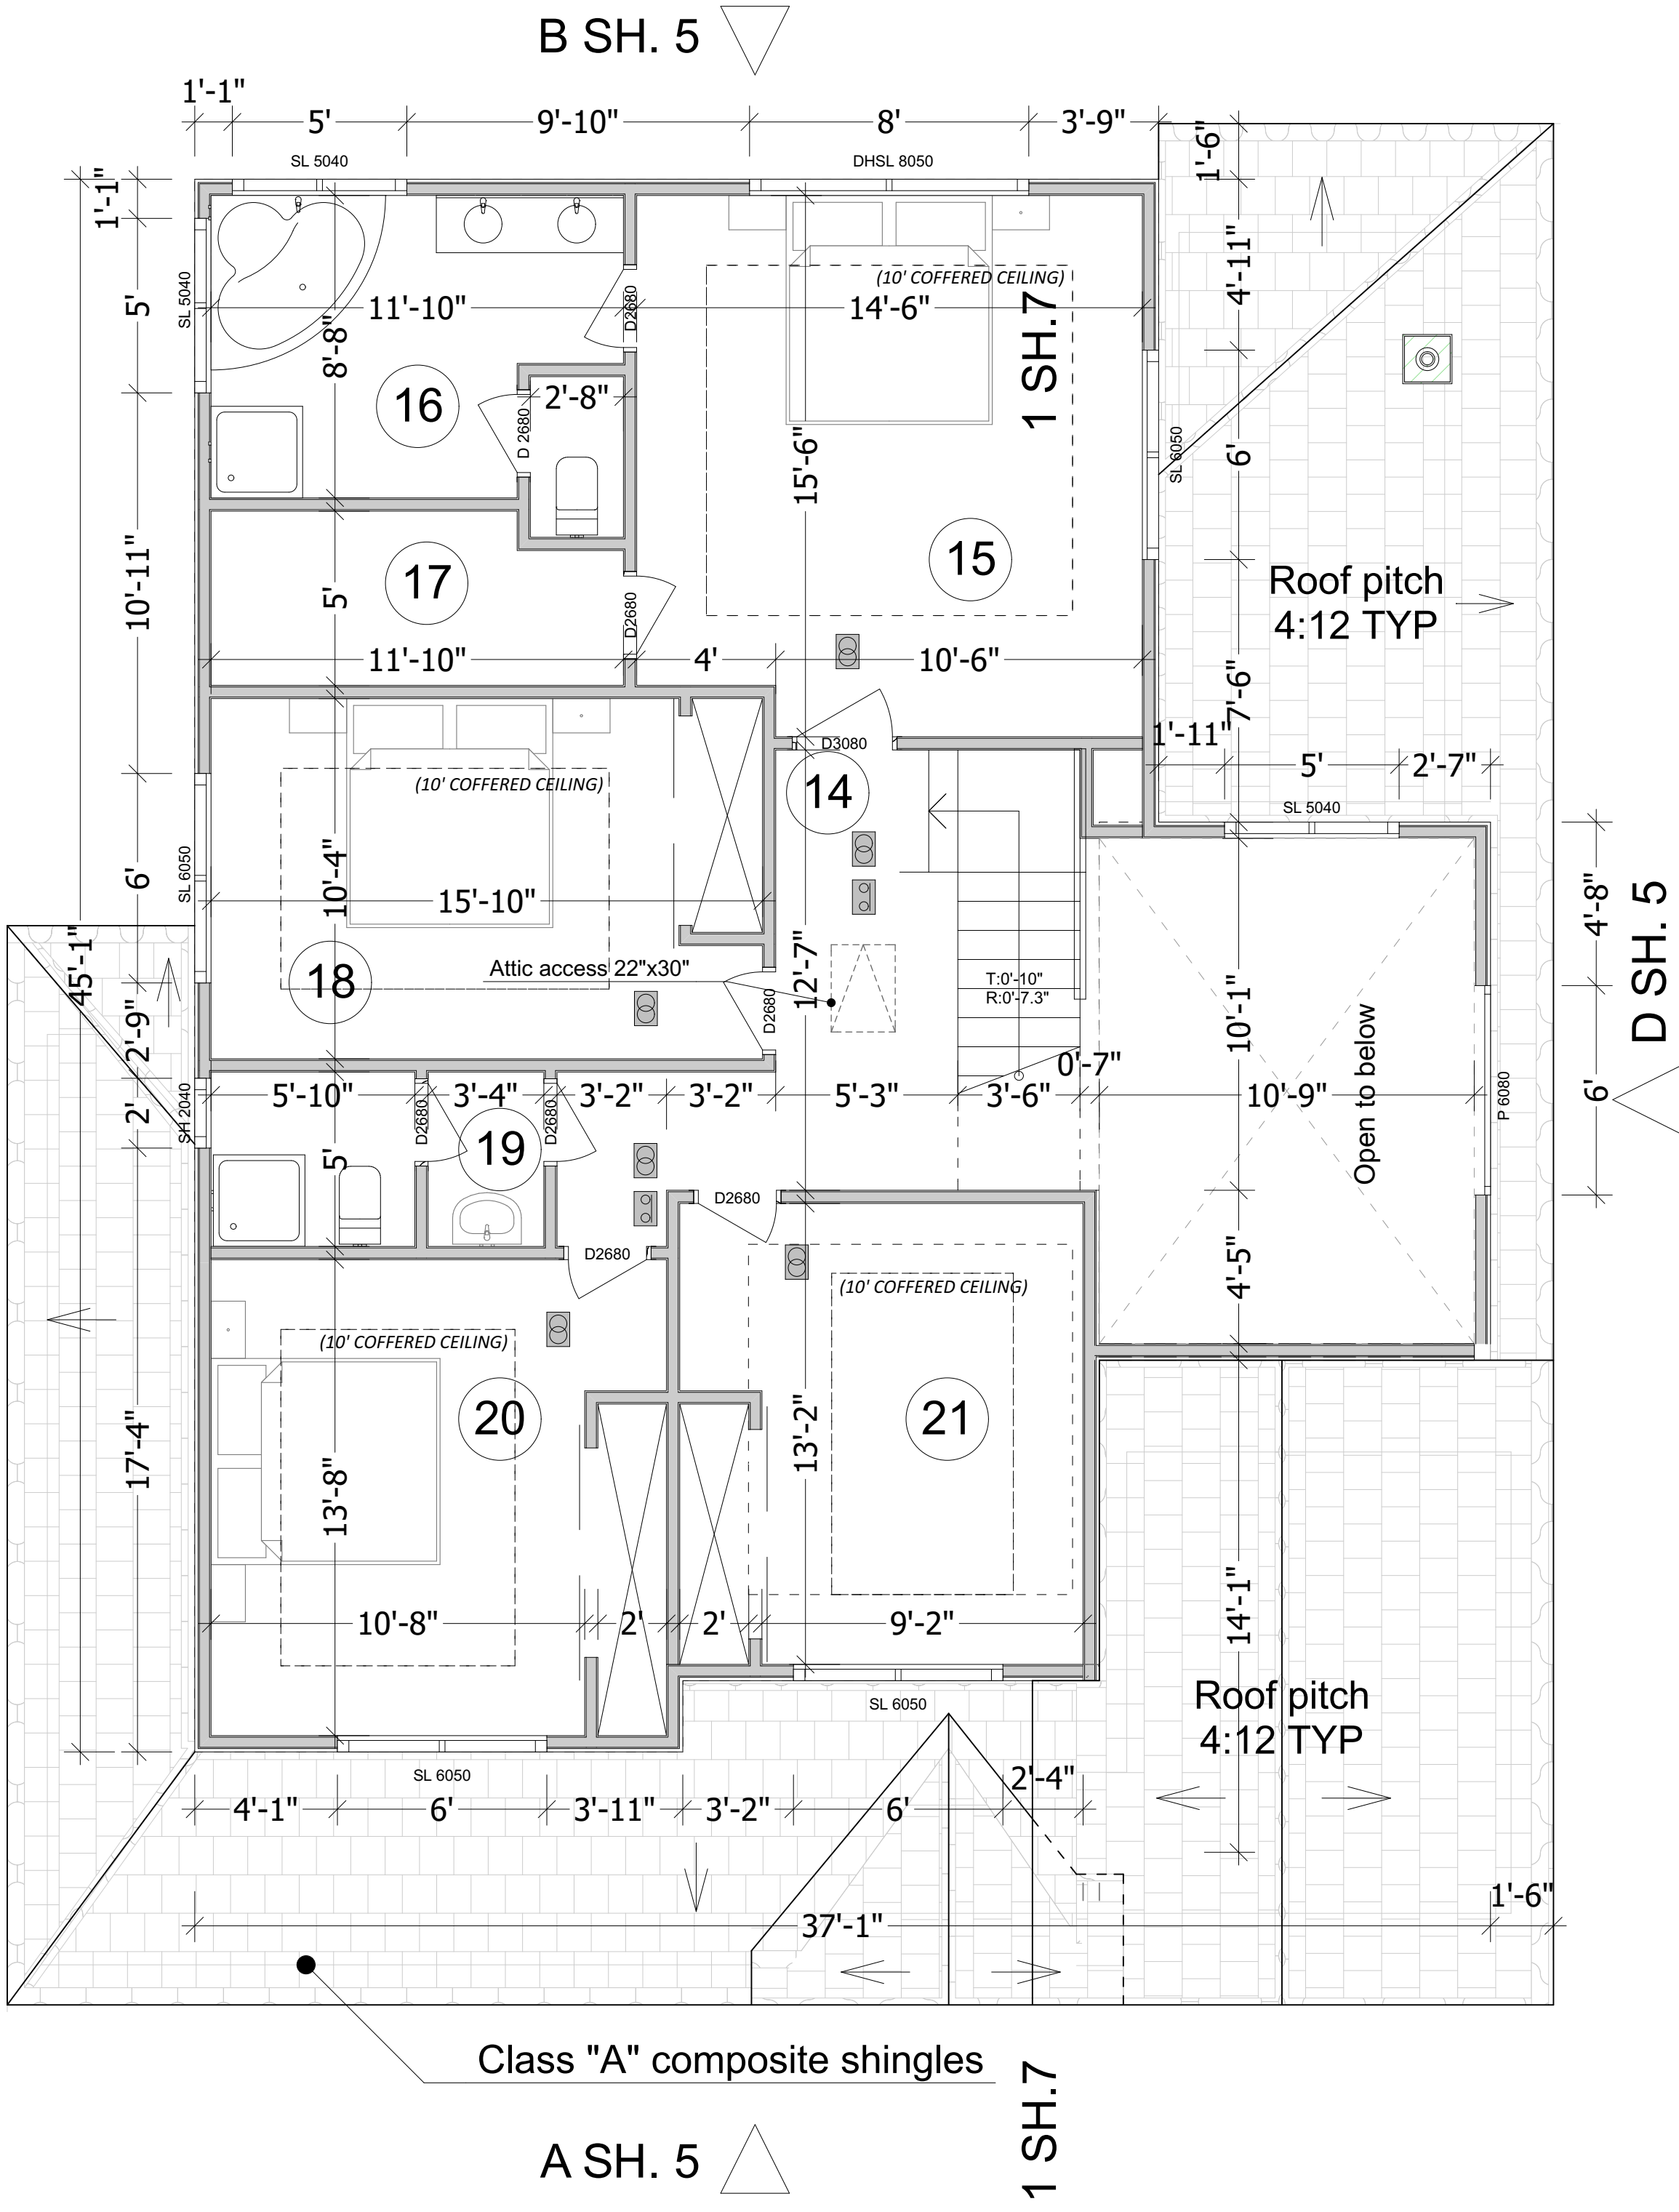 B SH. 5
1'-1"
5'
9'-10"
8'
3'-9"
SL 5040
DHSL 8050
1'-1"
1'-6"
5'
SL 5040
11'-10"
8'-8"
D2680
(10' COFFERED CEILING)
14'-6"
1 SH.7
4'-11"
16
D 2680
2'-8"
15'-6"
SL 6050
6'
10'-11"
17
5'
D2680
15
Roof pitch
4:12 TYP
11'-10"
4'
10'-6"
7'-6"
D3080
1'-11"
5'
2'-7"
(10' COFFERED CEILING)
14
SL 5040
6'
SL 6050
10'-4"
15'-10"
4'-8"
D SH. 5
45'-1"
Attic access 22"x30"
18
D2680
12'-7"
T:0'-10"
R:0'-7.3"
10'-1"
Open to below
2'-9"
0'-7"
2'
SH 2040
5'-10"
D2680
3'-4"
D2680
3'-2"
3'-2"
5'-3"
3'-6"
10'-9"
P 6080
6'
5'
19
D2680
D2680
4'-5"
(10' COFFERED CEILING)
(10' COFFERED CEILING)
20
21
17'-4"
13'-8"
13'-2"
10'-8"
2'
2'
9'-2"
14'-1"
SL 6050
Roof pitch
4:12 TYP
SL 6050
4'-1"
6'
3'-11"
3'-2"
6'
2'-4"
37'-1"
1'-6"
Class "A" composite shingles
1 SH.7
A SH. 5